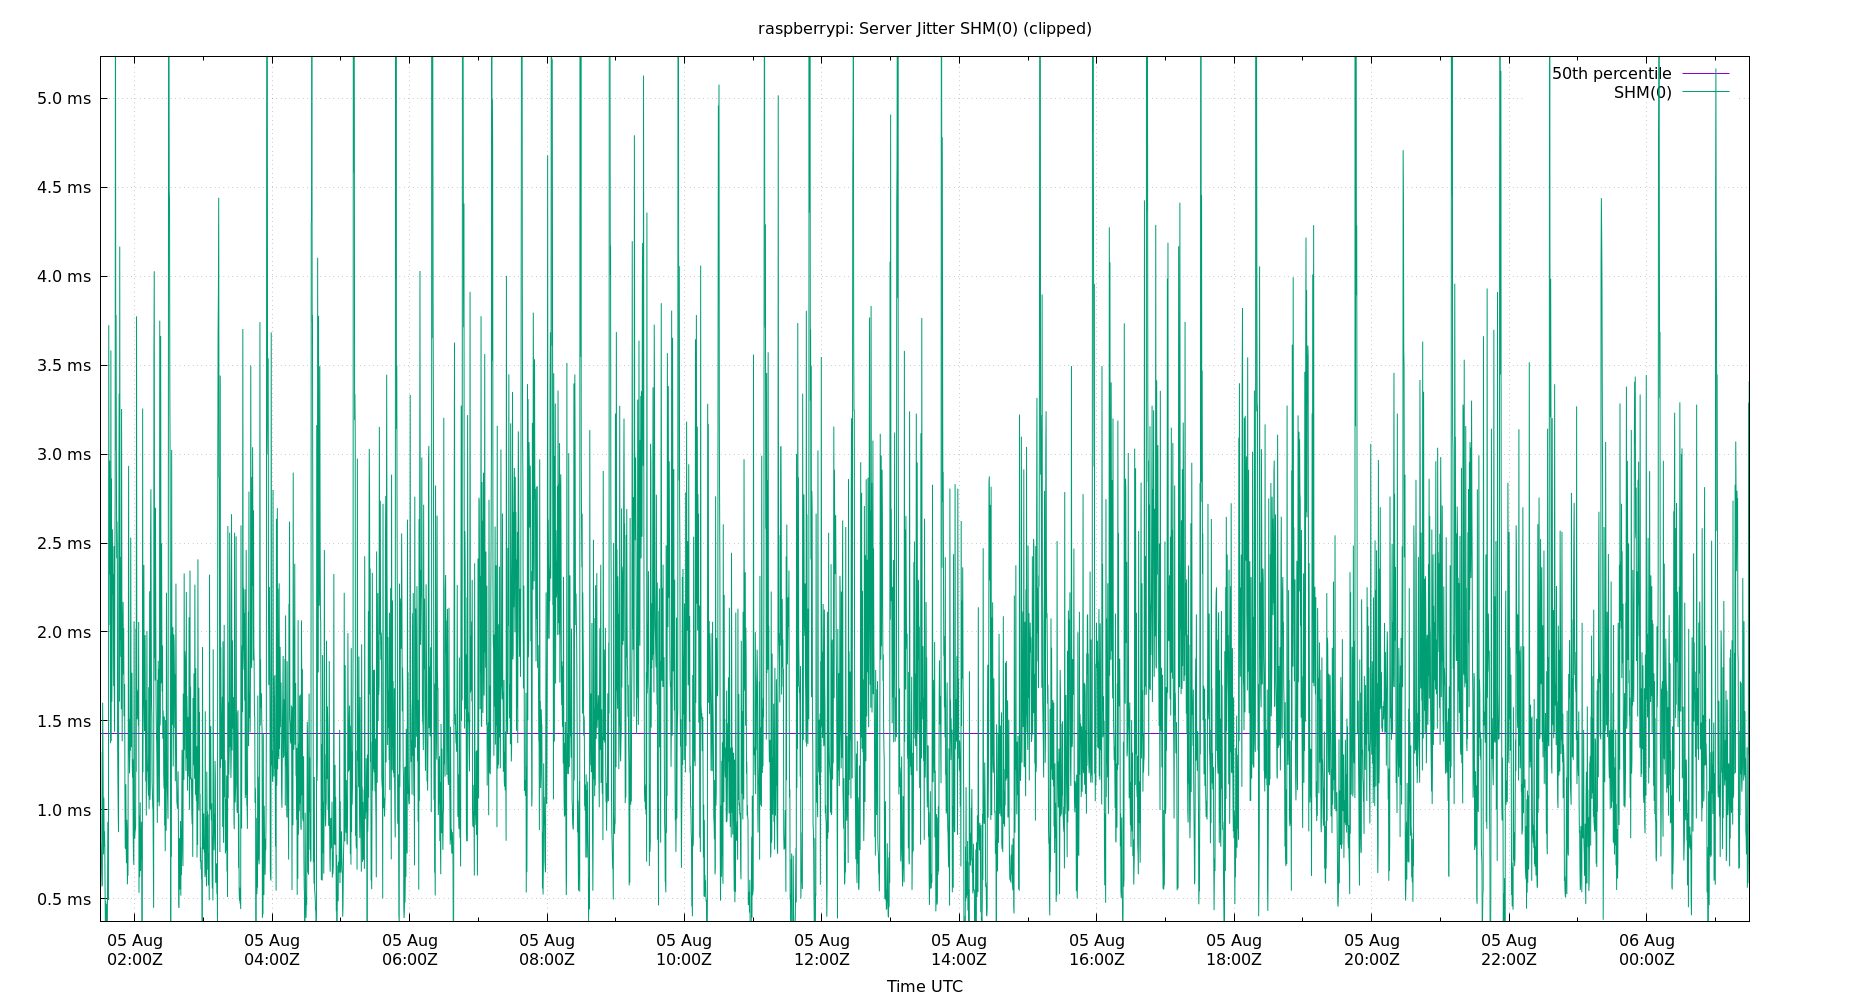 raspberrypi: Server Jitter SHM(0) (clipped)
50th percentile
SHM(0)
5.0 ms
4.5 ms
4.0 ms
3.5 ms
3.0 ms
2.5 ms
2.0 ms
1.5 ms
1.0 ms
0.5 ms
05 Aug 05 Aug 05 Aug 05 Aug 05 Aug 05 Aug 05 Aug 05 Aug 05 Aug 05 Aug 05 Aug 06 Aug
02:00Z 04:00Z 06:00Z 08:00Z 10:00Z 12:00Z 14:00Z 16:00Z 18:00Z 20:00Z 22:00Z 00:00Z
Time UTC